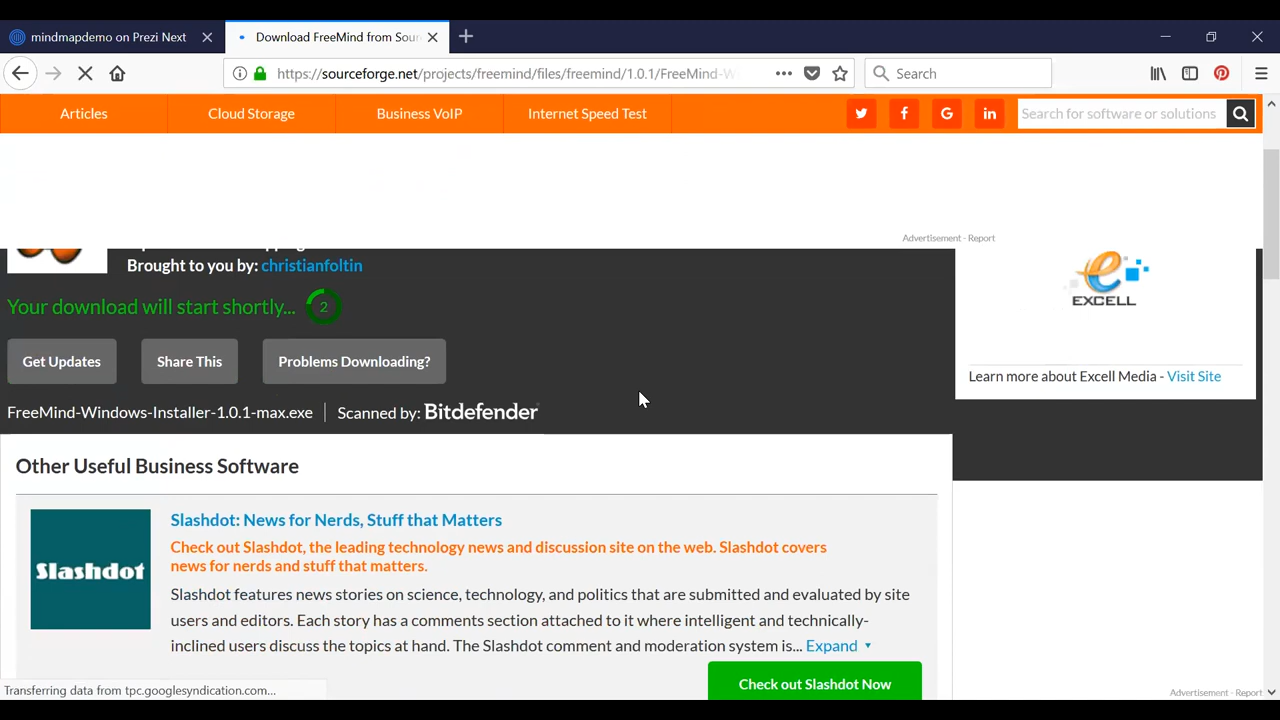 mindmapdemo on Prezi Next
Download FreeMind from Sour
https://sourceforge.net/projects/freemind/files/freemind/1.0.1/FreeMind-W
Search
Articles
Cloud Storage
Business VoIP
Internet Speed Test
Search for software or solutions
Advertisement - Report
Brought to you by: christianfoltin
EXCELL
Your download will start shortly... 2
Get Updates
Share This
Problems Downloading?
Learn more about Excell Media - Visit Site
FreeMind-Windows-Installer-1.0.1-max.exe
Scanned by: Bitdefender
Other Useful Business Software
Slashdot
Slashdot: News for Nerds, Stuff that Matters
Check out Slashdot, the leading technology news and discussion site on the web. Slashdot covers
news for nerds and stuff that matters.
Slashdot features news stories on science, technology, and politics that are submitted and evaluated by site
users and editors. Each story has a comments section attached to it where intelligent and technically-
inclined users discuss the topics at hand. The Slashdot comment and moderation system is... Expand
Check out Slashdot Now
Transferring data from tpc.googlesyndication.com...
Advertisement - Report